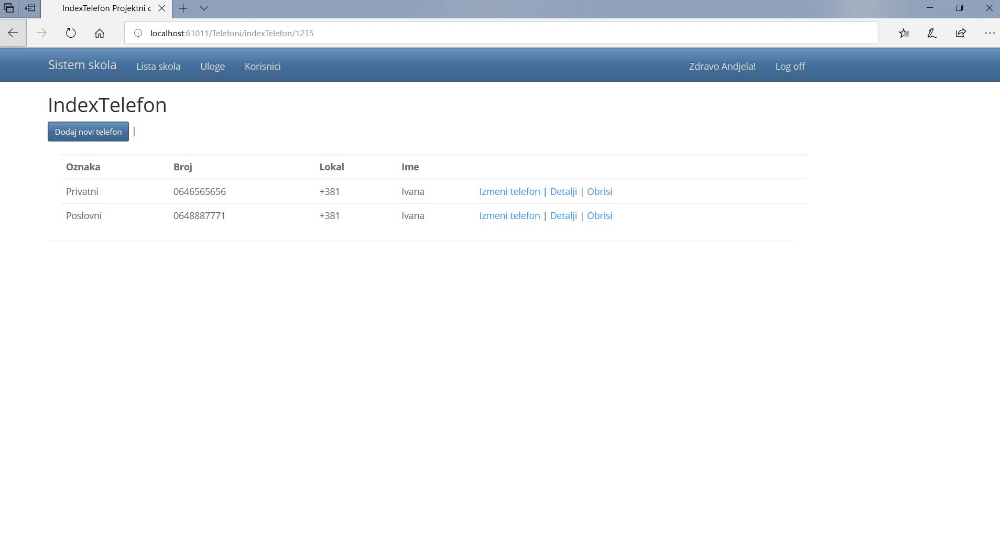 IndexTelefon Projektni c
localhost:61011/Telefoni/indexTelefon/1235
Sistem skola Lista skola Uloge Korisnici Zdravo Andjela! Log off
IndexTelefon
Dodaj novi telefon |
Oznaka Broj Lokal Ime
Privatni 0646565656 +381 Ivana Izmeni telefon | Detalji | Obrisi
Poslovni 0648887771 +381 Ivana Izmeni telefon | Detalji | Obrisi